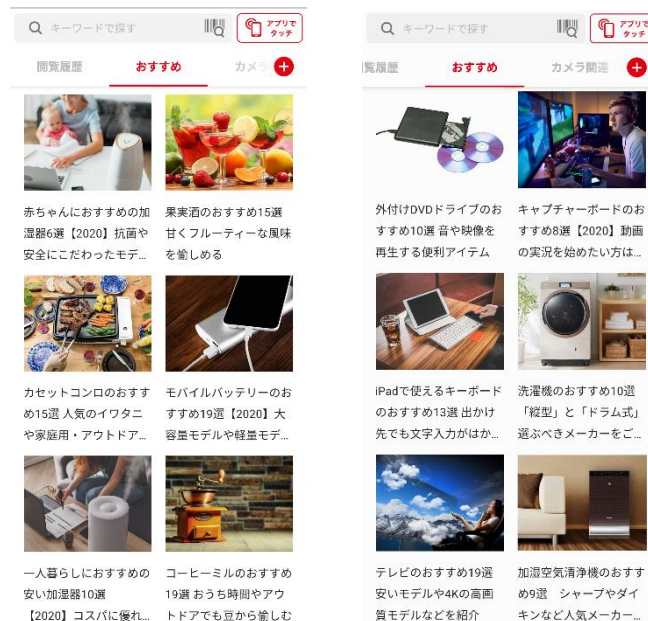 キーワードで探す
アプリで
タッチ
閲覧履歴 おすすめ カメラ
赤ちゃんにおすすめの加
湿器6選【2020】抗菌や
安全にこだわったモデ...
果実酒のおすすめ15選
甘くフルーティーな風味
を愉しめる
カセットコンロのおすす
め15選 人気のイワタニ
や家庭用・アウトドア...
モバイルバッテリーのお
すすめ19選【2020】大
容量モデルや軽量モデ...
一人暮らしにおすすめの
安い加湿器10選
【2020】コスパに優れ...
コーヒーミルのおすすめ
19選 おうち時間やアウ
トドアでも豆から愉しむ
キーワードで探す
アプリで
タッチ
覧履歴 おすすめ カメラ関連
外付けDVDドライブのお
すすめ10選 音や映像を
再生する便利アイテム
キャプチャーボードのお
すすめ8選【2020】動画
の実況を始めたい方は...
iPadで使えるキーボード
のおすすめ13選 出かけ
先でも文字入力がはか...
洗濯機のおすすめ10選
「縦型」と「ドラム式」
選ぶべきメーカーをご...
テレビのおすすめ19選
安いモデルや4Kの高画
質モデルなどを紹介
加湿空気清浄機のおすす
め9選 シャープやダイ
キンなど人気メーカー...